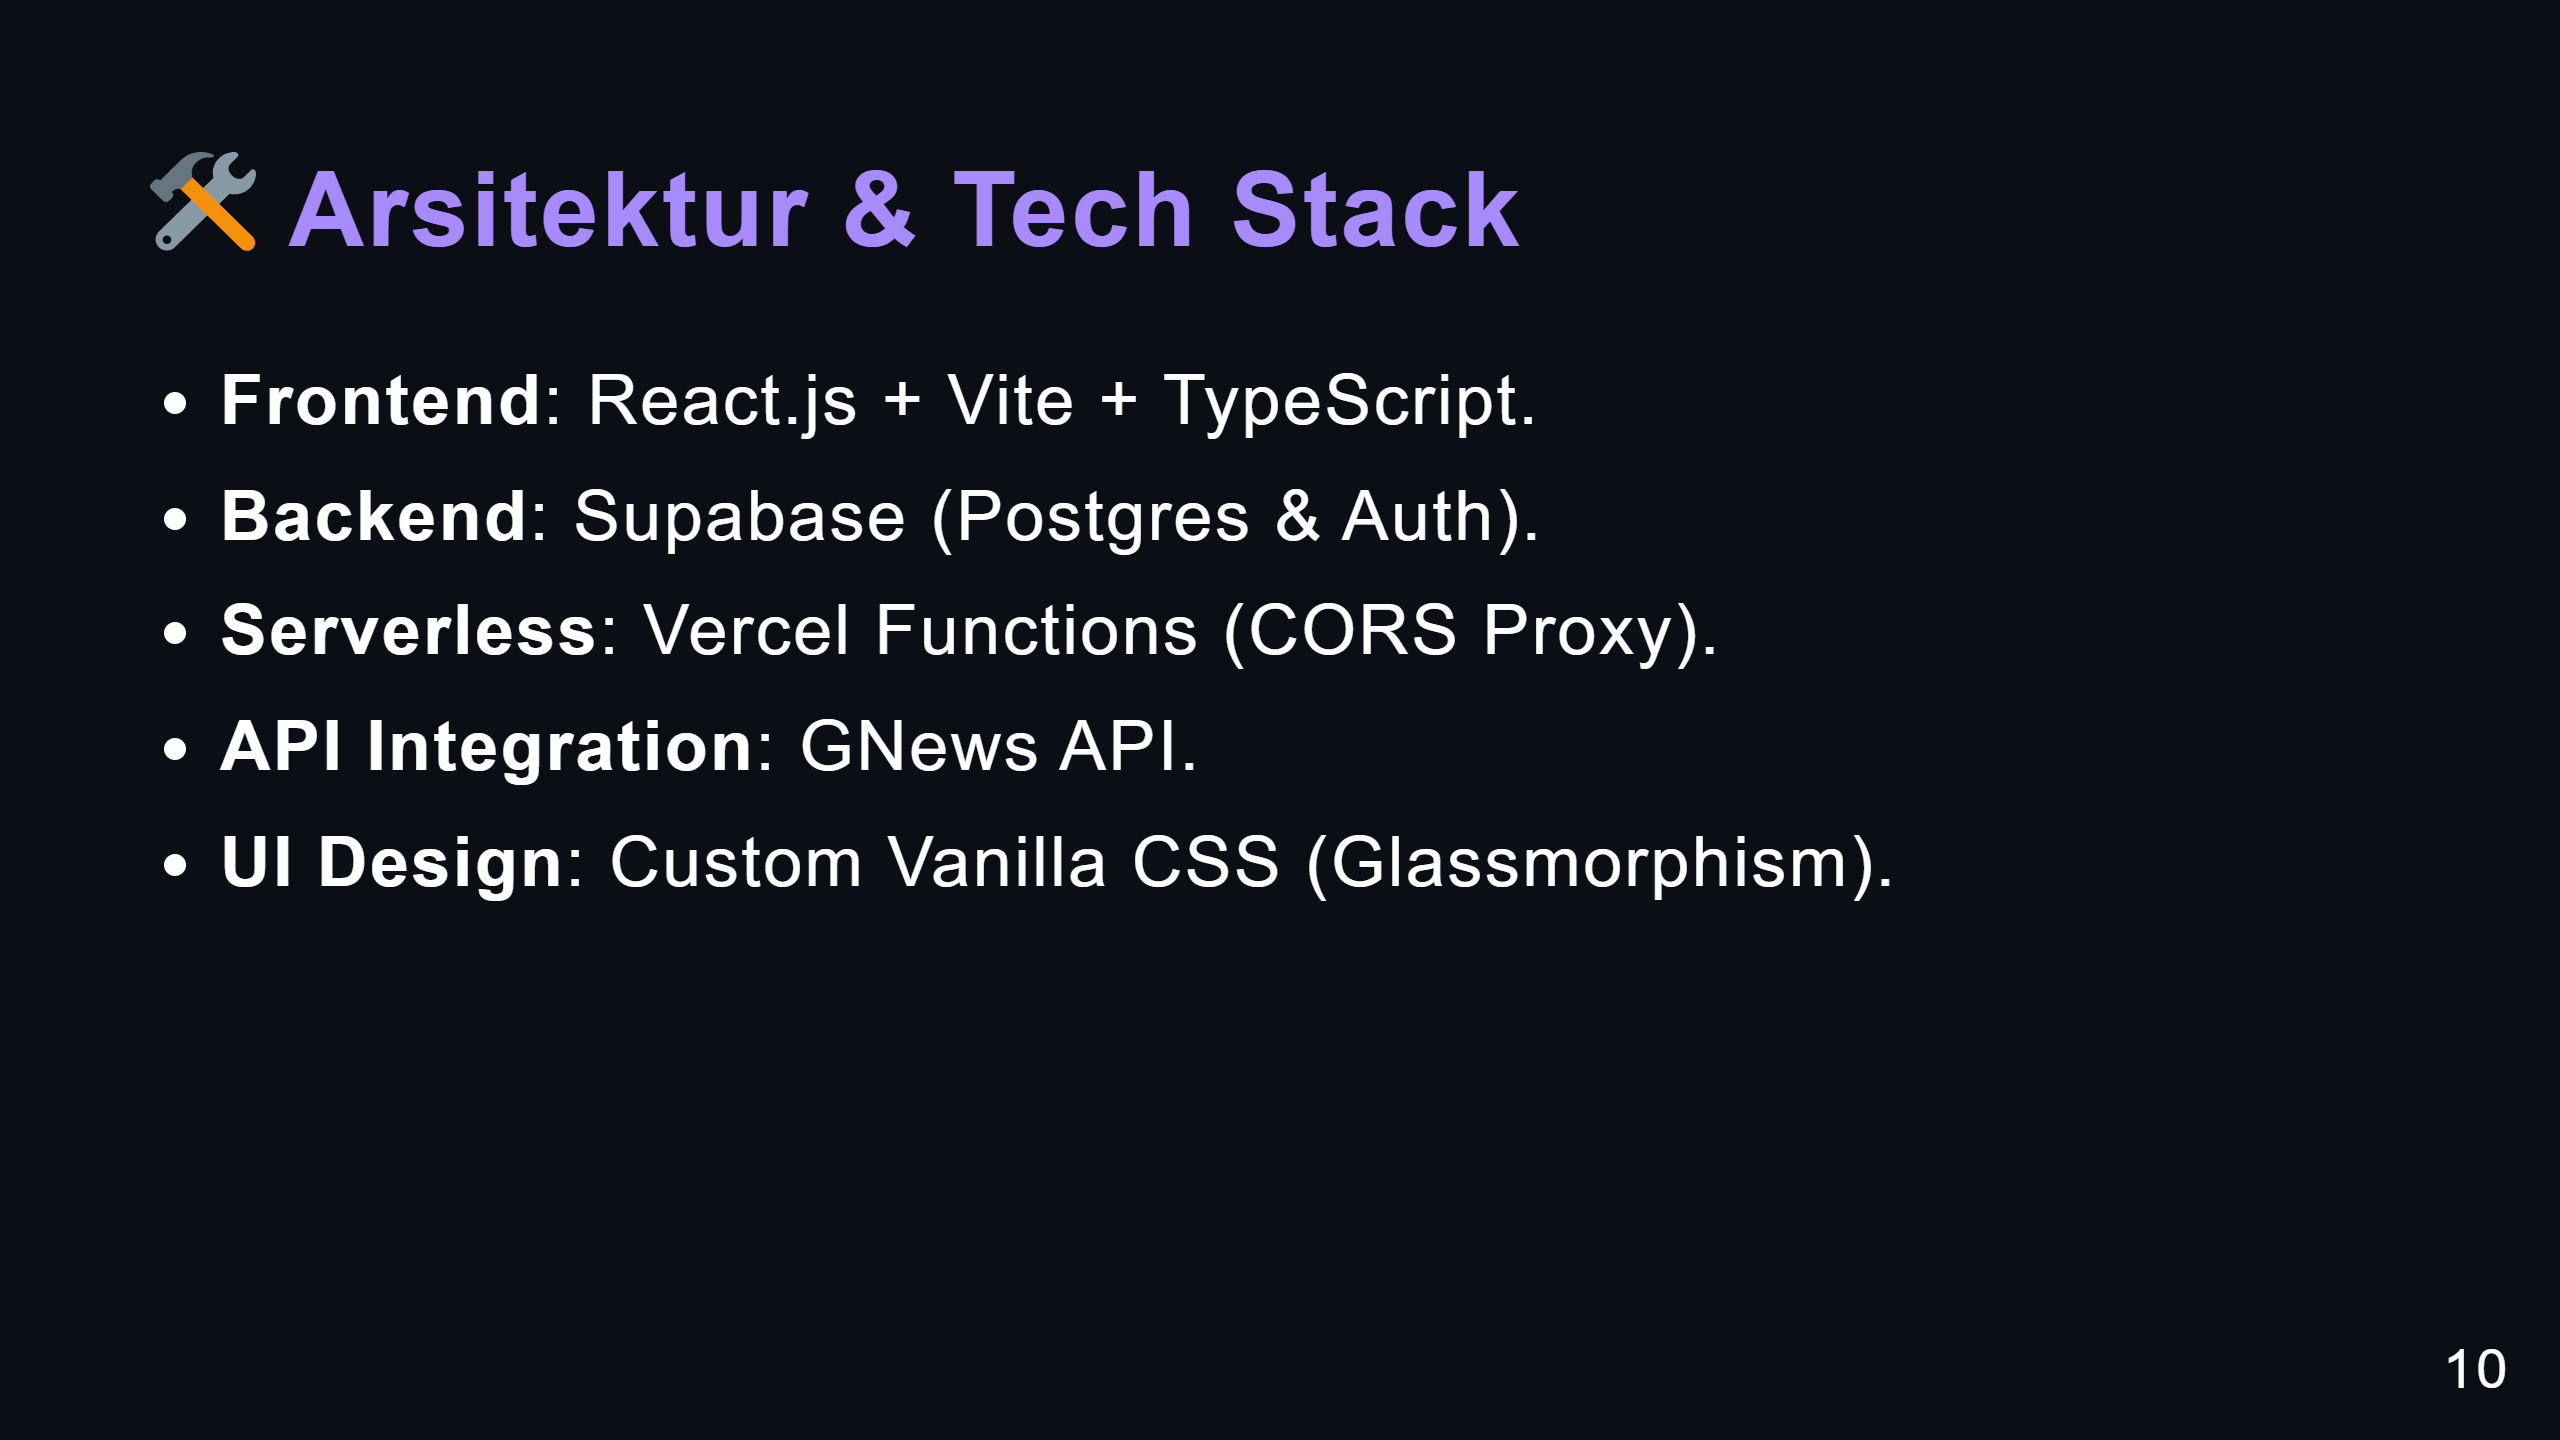 Arsitektur & Tech Stack
• Frontend: React.js + Vite + TypeScript.
• Backend: Supabase (Postgres & Auth).
• Serverless: Vercel Functions (CORS Proxy).
• API Integration: GNews API.
• UI Design: Custom Vanilla CSS (Glassmorphism).
10